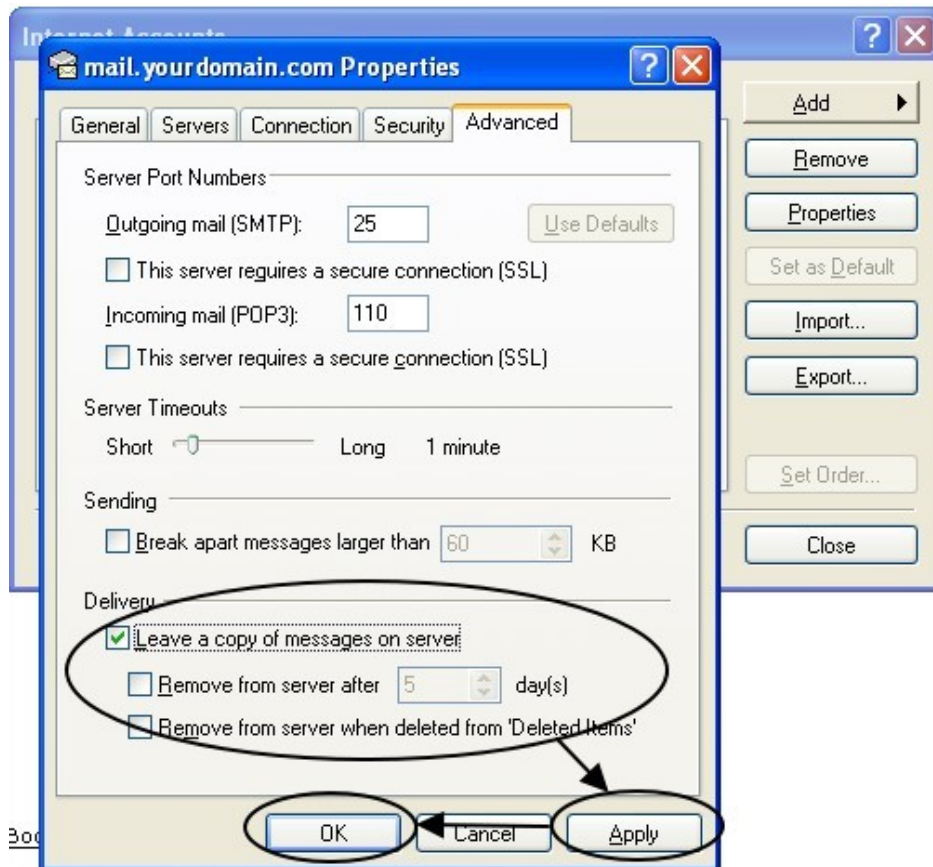 Internet Accounts
mail.yourdomain.com Properties
General Servers Connection Security Advanced
Server Port Numbers
Outgoing mail (SMTP): 25 Use Defaults
This server reguires a secure connection (SSL)
Incoming mail (POP3): 110
This server requires a secure connection (SSL)
Server Timeouts
Short Long 1 minute
Sending
Break apart messages larger than 60 KB
Delivery
Leave a copy of messages on server
Remove from server after 5 day(s)
Remove from server when deleted from 'Deleted Items'
OK Cancel Apply
Add
Remove
Properties
Set as Default
Import...
Export...
Set Order...
Close